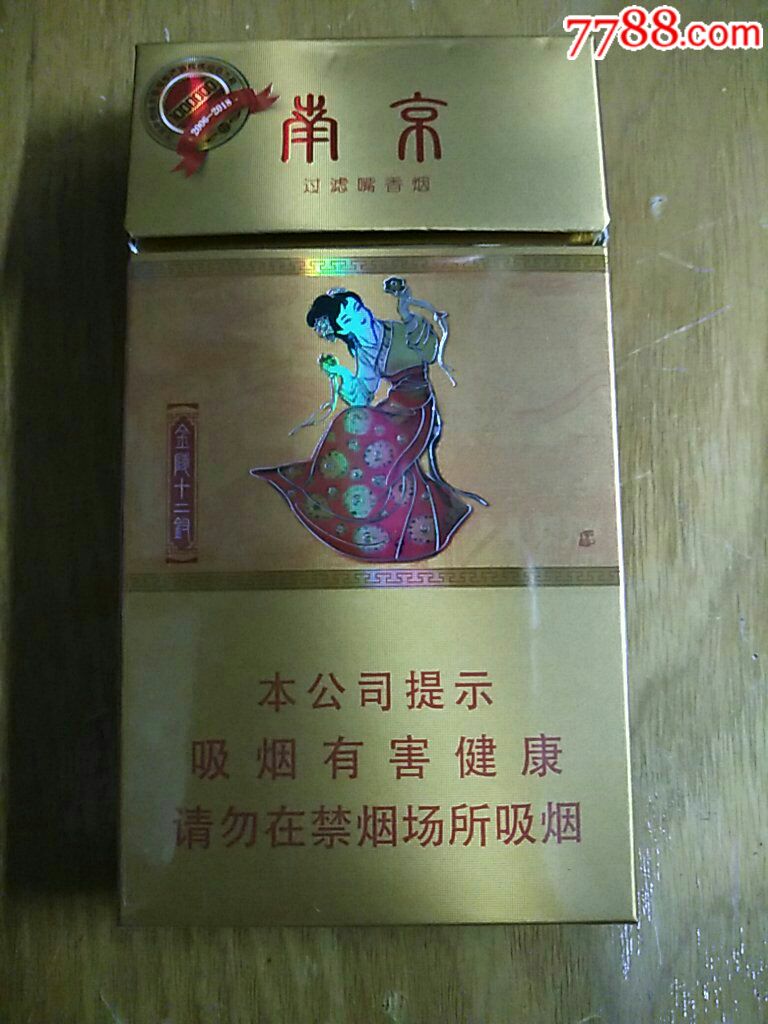 7788.com
2006-2018
南京
过滤嘴香烟
金陵十二钗
本公司提示
吸烟有害健康
请勿在禁烟场所吸烟